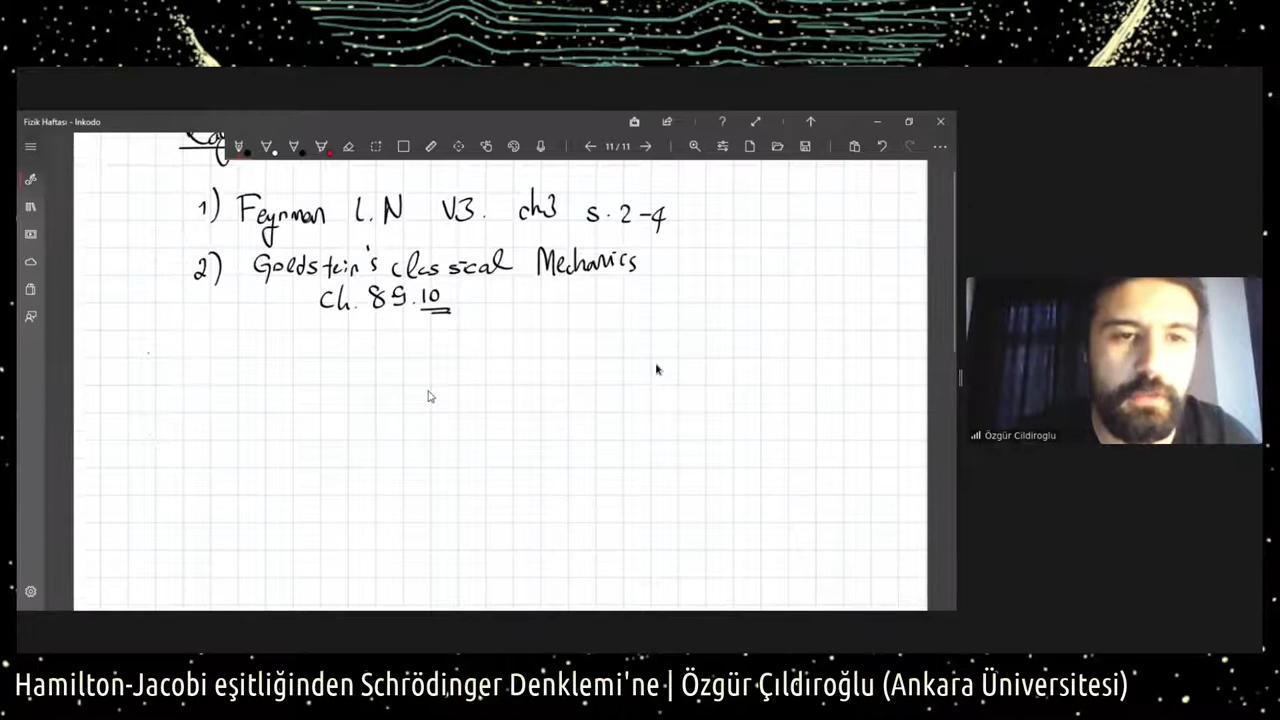 Fizik Haftası - Inkodo
11/11
1) Feynman L.N V3. ch3 s.2-4
2) Goldstein's classical Mechanics
Ch. 8 9.10
Özgür Cildiroglu
Hamilton-Jacobi eşitliğinden Schrödinger Denklemi'ne | Özgür Çıldıroğlu (Ankara Üniversitesi)